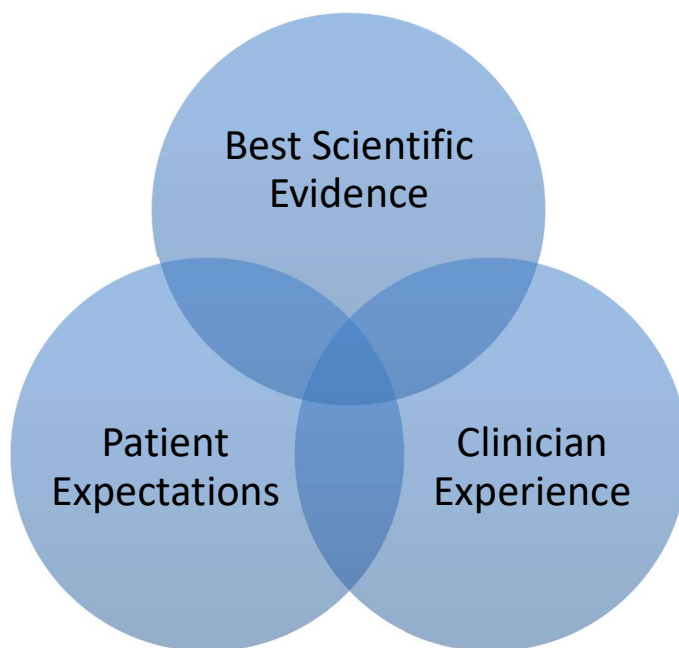 Best Scientific
Evidence
Patient
Expectations
Clinician
Experience